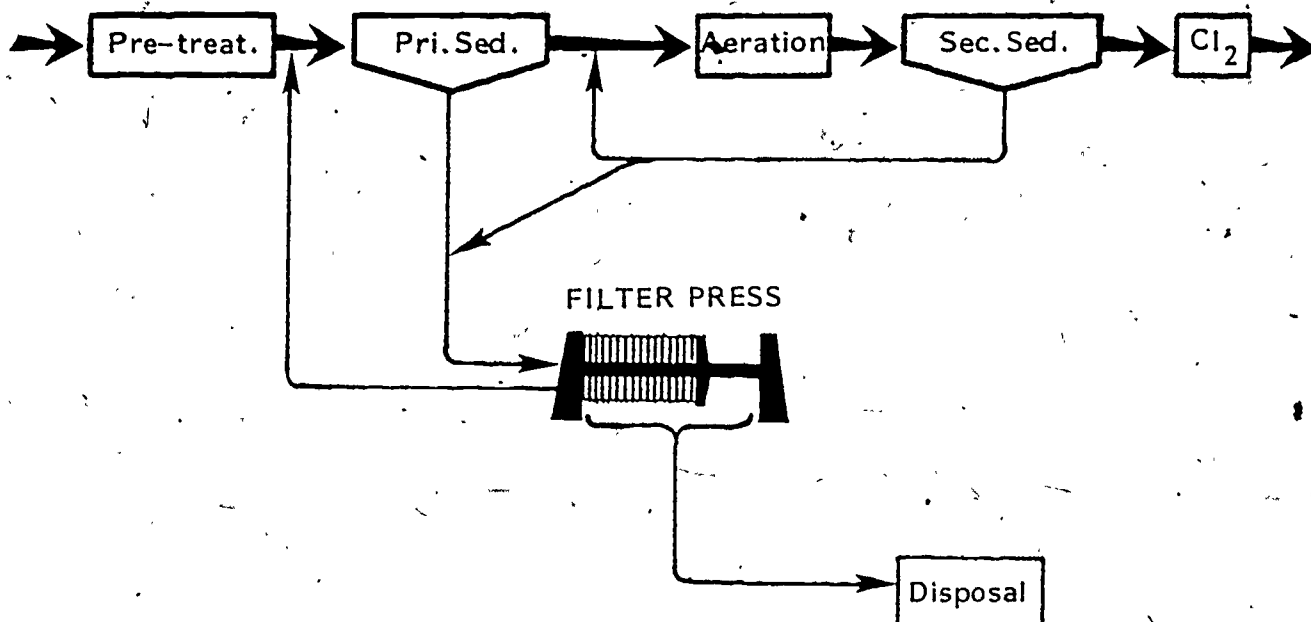 Pre-treat.
Pri.Sed.
Aeration
Sec.Sed.
Cl₂
FILTER PRESS
Disposal